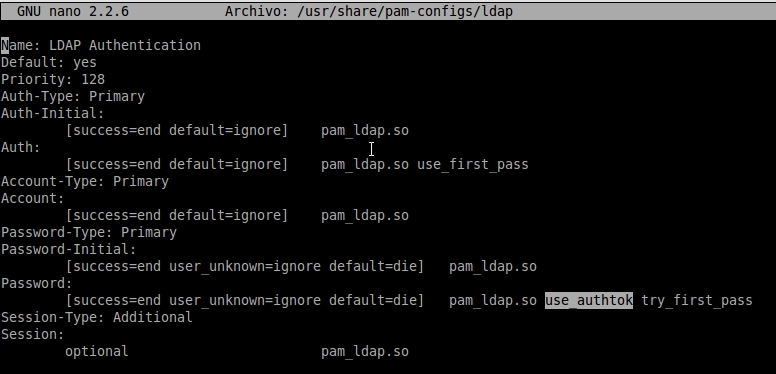 GNU nano 2.2.6 Archivo: /usr/share/pam-configs/ldap
Name: LDAP Authentication
Default: yes
Priority: 128
Auth-Type: Primary
Auth-Initial:
[success=end default=ignore] pam_ldap.so
Auth:
[success=end default=ignore] pam_ldap.so use_first_pass
Account-Type: Primary
Account:
[success=end default=ignore] pam_ldap.so
Password-Type: Primary
Password-Initial:
[success=end user_unknown=ignore default=die] pam_ldap.so
Password:
[success=end user_unknown=ignore default=die] pam_ldap.so use_authtok try_first_pass
Session-Type: Additional
Session:
optional pam_ldap.so